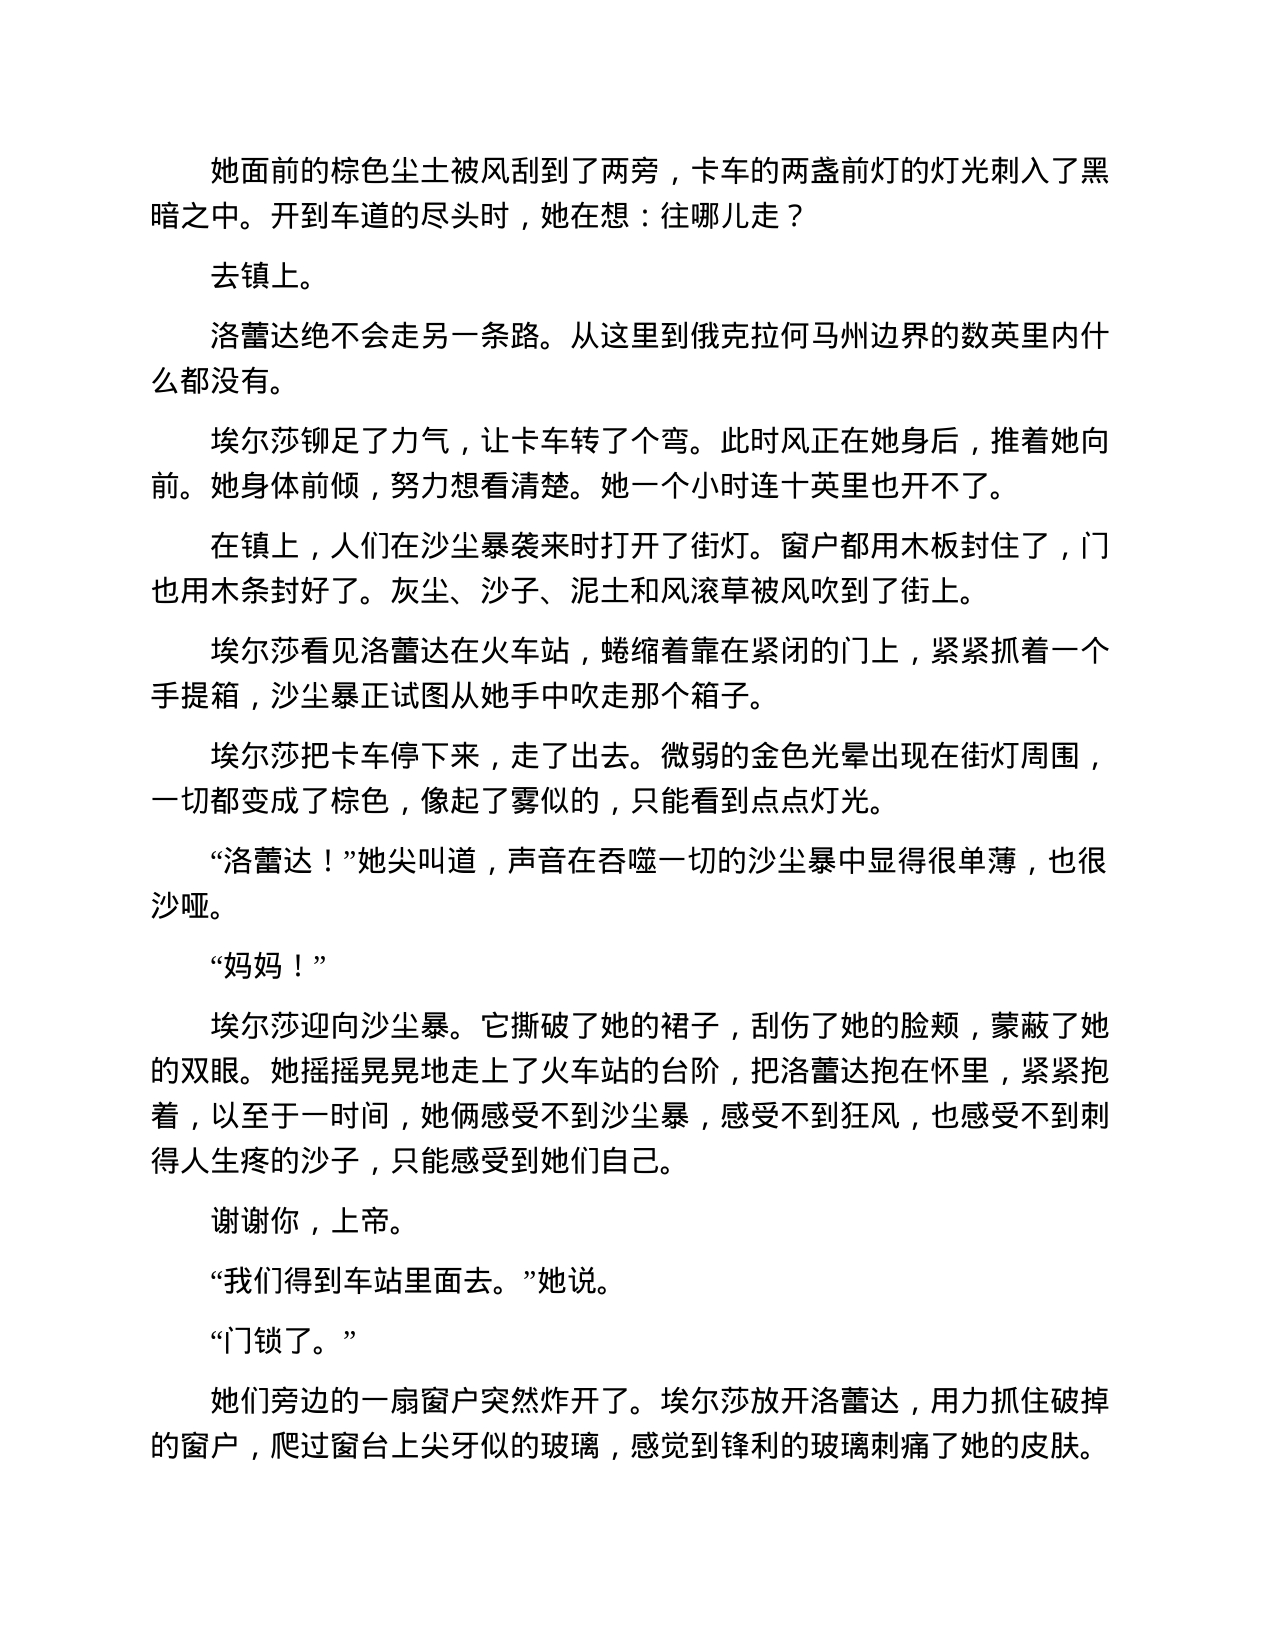 她面前的棕色尘土被风刮到了两旁，卡车的两盏前灯的灯光刺入了黑
暗之中。开到车道的尽头时，她在想：往哪儿走？
去镇上。
洛蕾达绝不会走另一条路。从这里到俄克拉何马州边界的数英里内什
么都没有。
埃尔莎铆足了力气，让卡车转了个弯。此时风正在她身后，推着她向
前。她身体前倾，努力想看清楚。她一个小时连十英里也开不了。
在镇上，人们在沙尘暴袭来时打开了街灯。窗户都用木板封住了，门
也用木条封好了。灰尘、沙子、泥土和风滚草被风吹到了街上。
埃尔莎看见洛蕾达在火车站，蜷缩着靠在紧闭的门上，紧紧抓着一个
手提箱，沙尘暴正试图从她手中吹走那个箱子。
埃尔莎把卡车停下来，走了出去。微弱的金色光晕出现在街灯周围，
一切都变成了棕色，像起了雾似的，只能看到点点灯光。
“洛蕾达！”她尖叫道，声音在吞噬一切的沙尘暴中显得很单薄，也很
沙哑。
“妈妈！”
埃尔莎迎向沙尘暴。它撕破了她的裙子，刮伤了她的脸颊，蒙蔽了她
的双眼。她摇摇晃晃地走上了火车站的台阶，把洛蕾达抱在怀里，紧紧抱
着，以至于一时间，她俩感受不到沙尘暴，感受不到狂风，也感受不到刺
得人生疼的沙子，只能感受到她们自己。
谢谢你，上帝。
“我们得到车站里面去。”她说。
“门锁了。”
她们旁边的一扇窗户突然炸开了。埃尔莎放开洛蕾达，用力抓住破掉
的窗户，爬过窗台上尖牙似的玻璃，感觉到锋利的玻璃刺痛了她的皮肤。